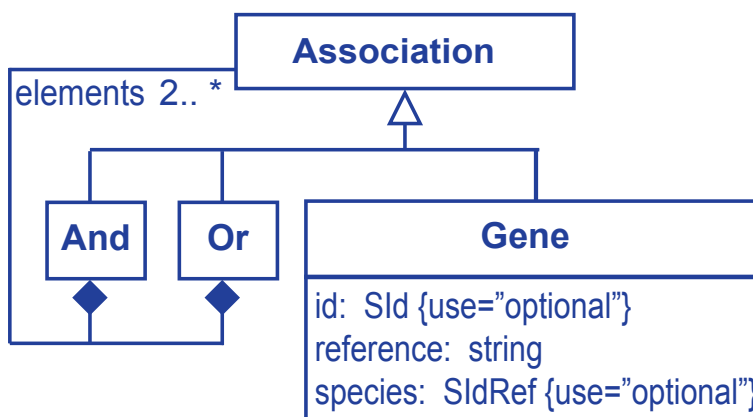 Association
elements 2.. *
And
Or
Gene
id: SId {use=”optional”}
reference: string
species: SIdRef {use=”optional”}